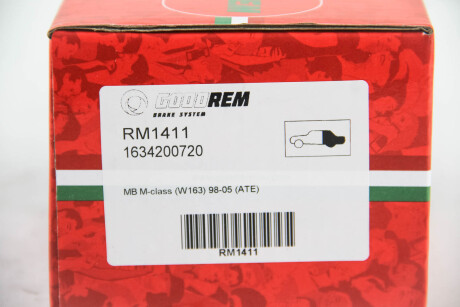 GOODREM
BRAKE SYSTEM
RM1411
1634200720
MB M-class (W163) 98-05 (ATE)
RM1411